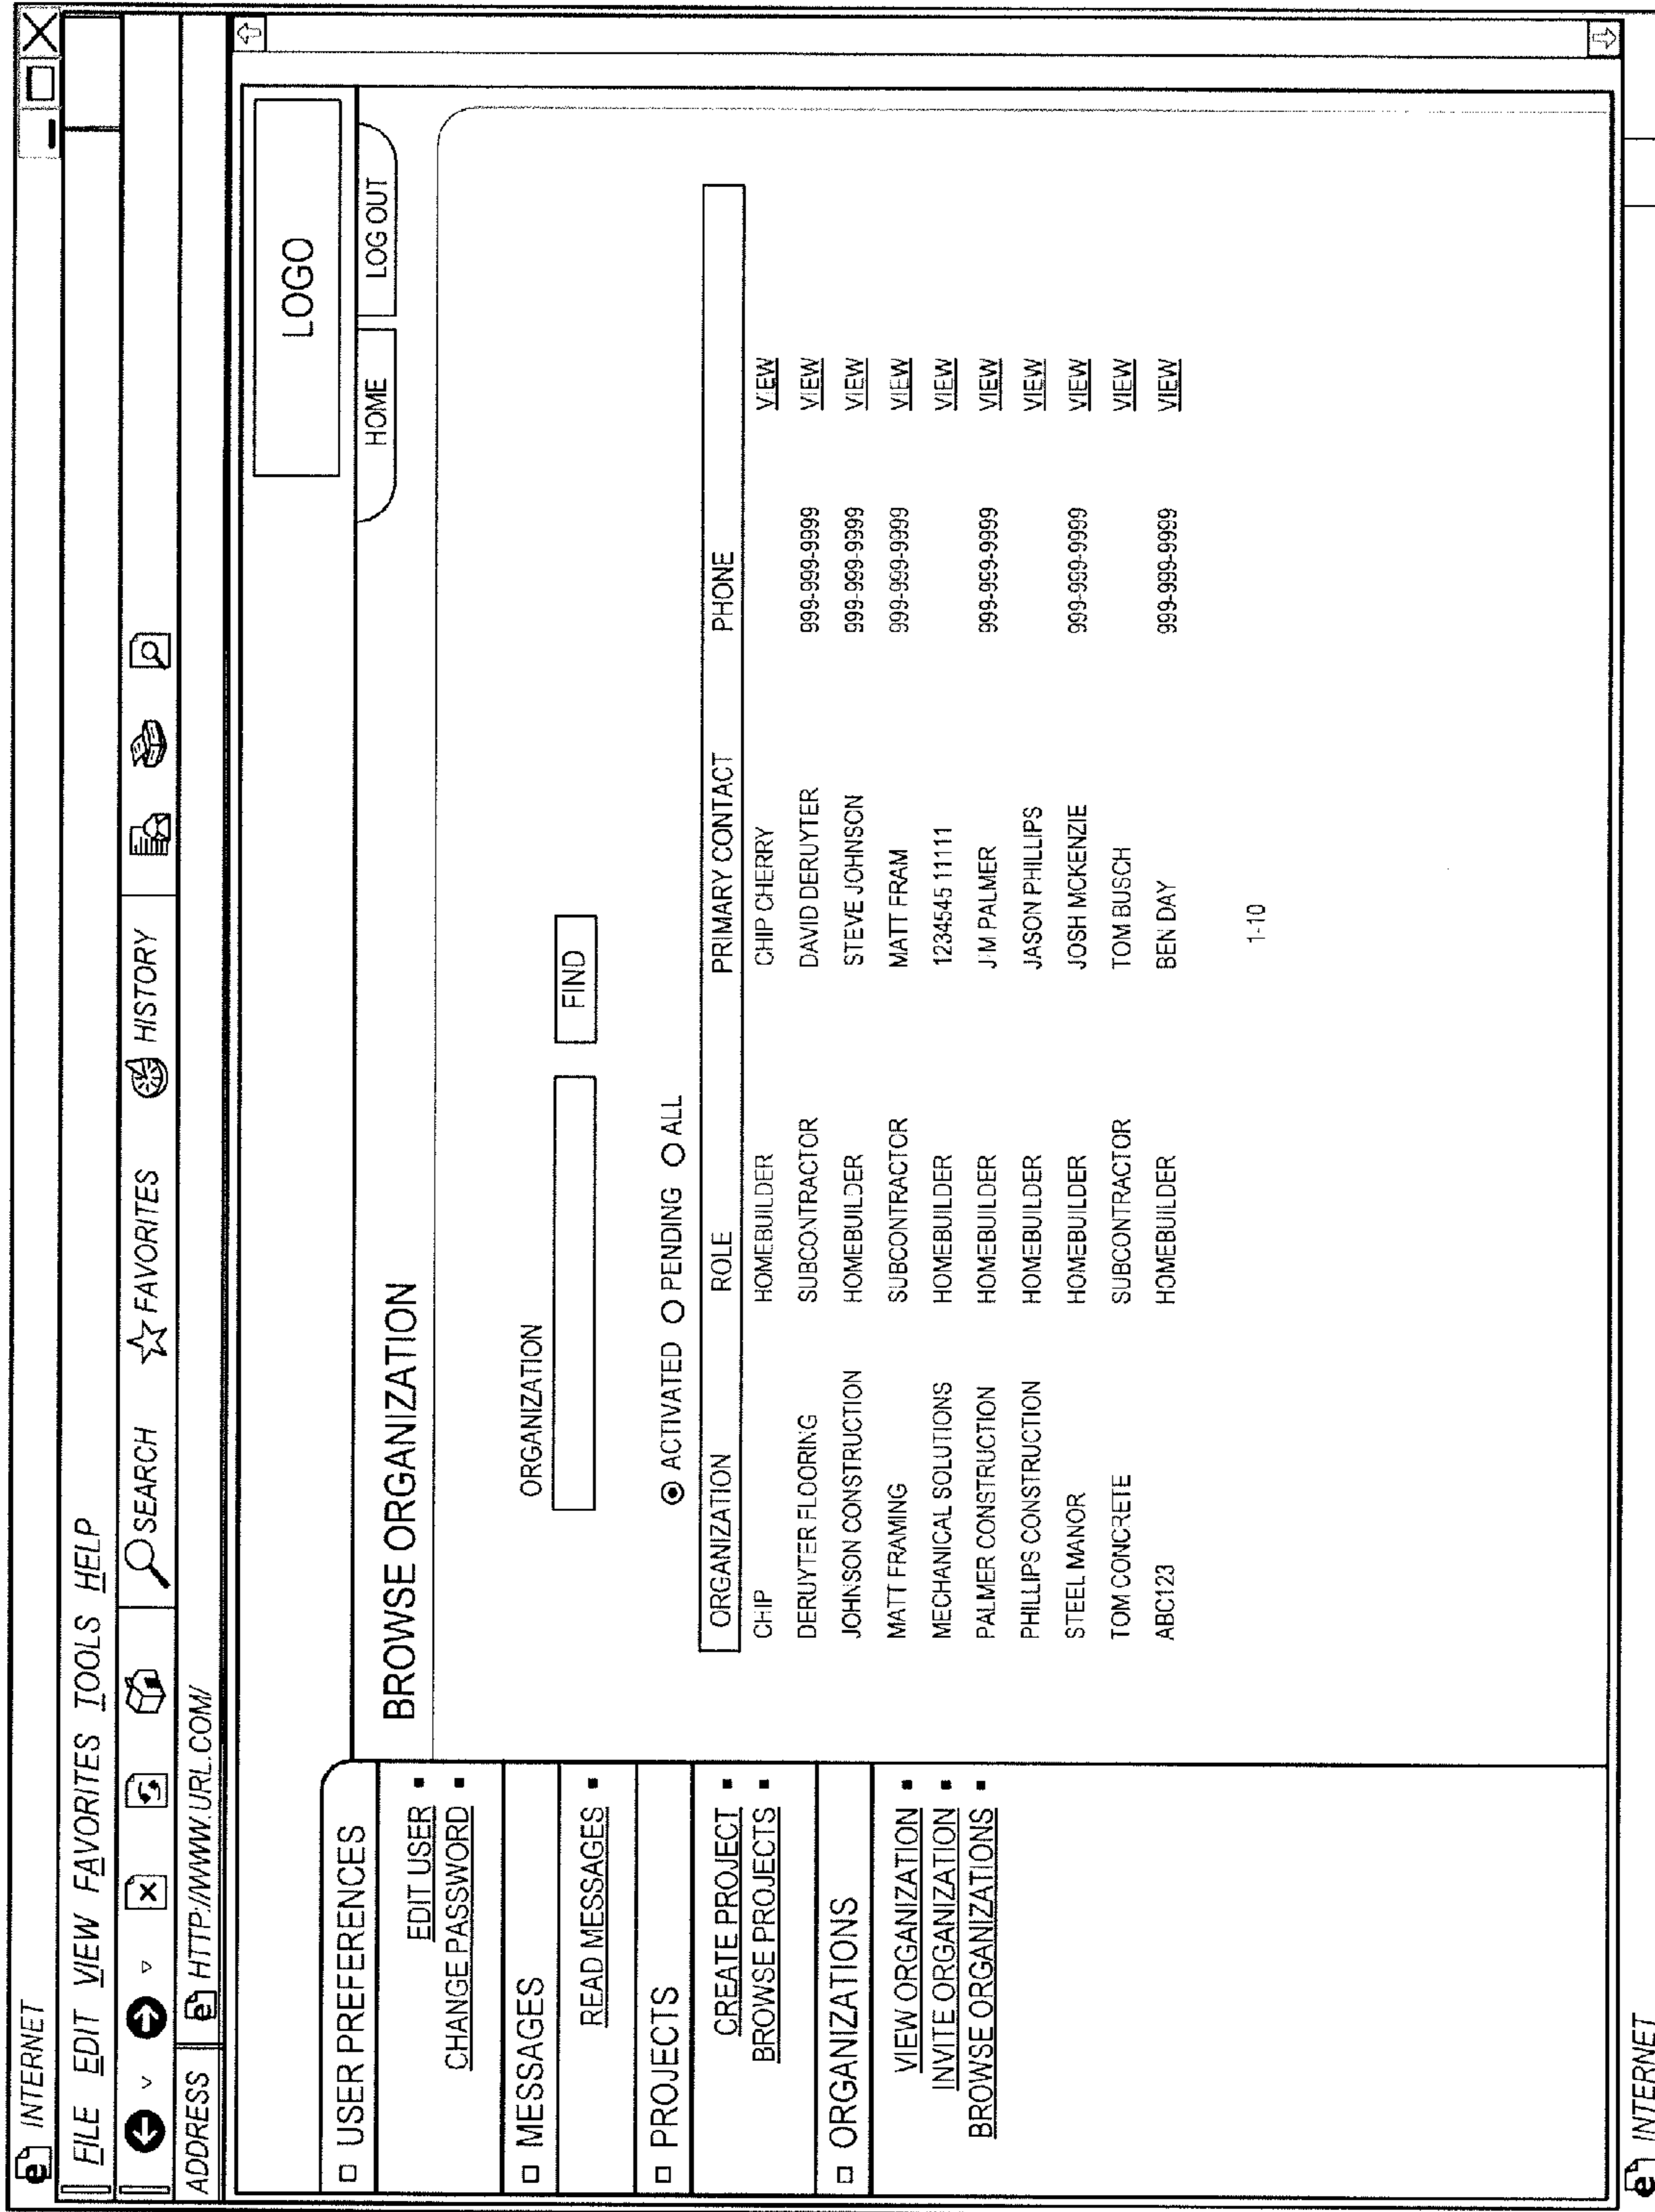 INTERNET
FILE EDIT VIEW FAVORITES TOOLS HELP
SEARCH FAVORITES HISTORY
ADDRESS HTTP://WWW.URL.COM/
LOGO
HOME LOG OUT
USER PREFERENCES
EDIT USER
CHANGE PASSWORD
MESSAGES
READ MESSAGES
PROJECTS
CREATE PROJECT
BROWSE PROJECTS
ORGANIZATIONS
VIEW ORGANIZATION
INVITE ORGANIZATION
BROWSE ORGANIZATIONS
BROWSE ORGANIZATION
ORGANIZATION
FIND
ACTIVATED PENDING ALL
ORGANIZATION ROLE PRIMARY CONTACT PHONE
CHIP HOMEBUILDER CHIP CHERRY VIEW
DERUYTER FLOORING SUBCONTRACTOR DAVID DERUYTER 999-999-9999 VIEW
JOHNSON CONSTRUCTION HOMEBUILDER STEVE JOHNSON 999-999-9999 VIEW
MATT FRAMING SUBCONTRACTOR MATT FRAM 999-999-9999 VIEW
MECHANICAL SOLUTIONS HOMEBUILDER 1234545 11111 VIEW
PALMER CONSTRUCTION HOMEBUILDER JIM PALMER 999-999-9999 VIEW
PHILLIPS CONSTRUCTION HOMEBUILDER JASON PHILLIPS VIEW
STEEL MANOR HOMEBUILDER JOSH MCKENZIE 999-999-9999 VIEW
TOM CONCRETE SUBCONTRACTOR TOM BUSCH VIEW
ABC123 HOMEBUILDER BEN DAY 999-999-9999 VIEW
1-10
INTERNET